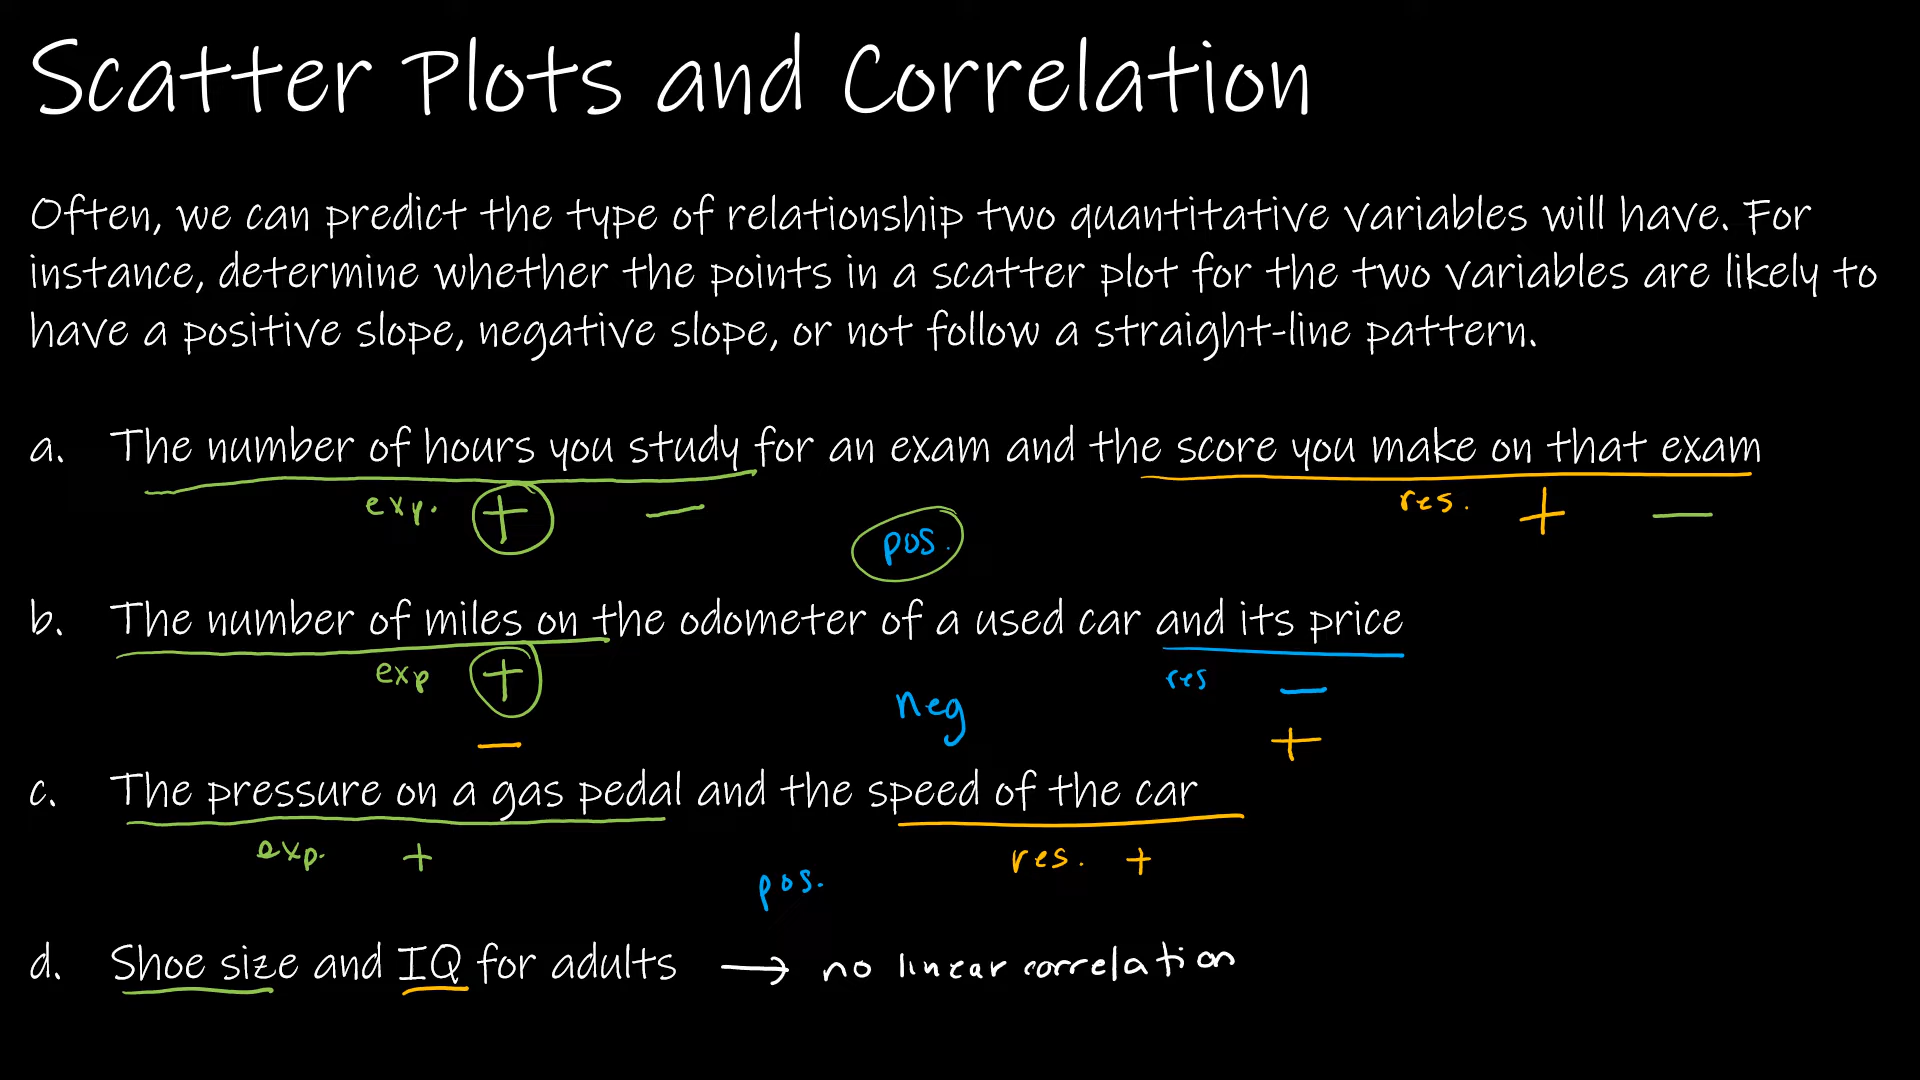 Scatter Plots and Correlation
Often, we can predict the type of relationship two quantitative variables will have. For
instance, determine whether the points in a scatter plot for the two variables are likely to
have a positive slope, negative slope, or not follow a straight-line pattern.
a. The number of hours you study for an exam and the score you make on that exam
exp. + — res. + —
pos.
b. The number of miles on the odometer of a used car and its price
exp + res —
neg
— +
c. The pressure on a gas pedal and the speed of the car
exp. + res. +
pos.
d. Shoe size and IQ for adults → no linear correlation